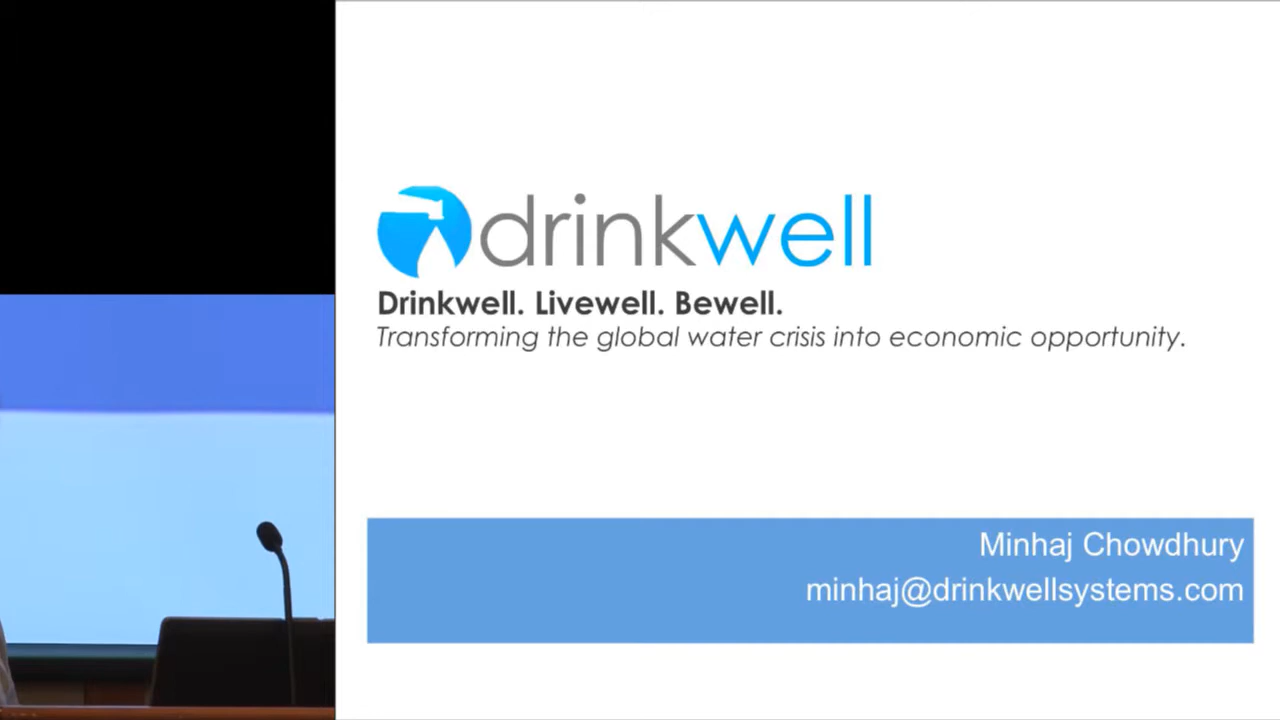 drinkwell
Drinkwell. Livewell. Bewell.
Transforming the global water crisis into economic opportunity.
Minhaj Chowdhury
minhaj@drinkwellsystems.com